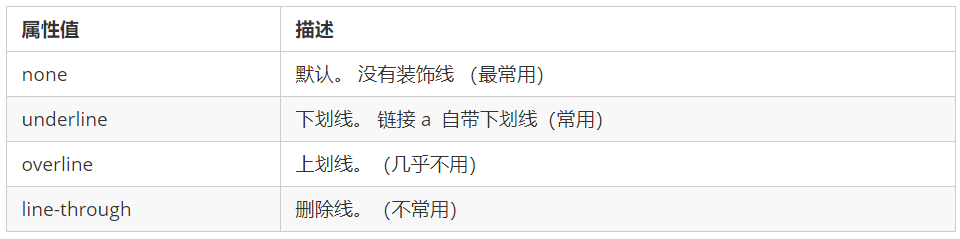 属性值 描述
none 默认。 没有装饰线 （最常用)
underline 下划线。 链接 a 自带下划线（常用）
overline 上划线。 （几乎不用)
line-through 删除线。 （不常用)